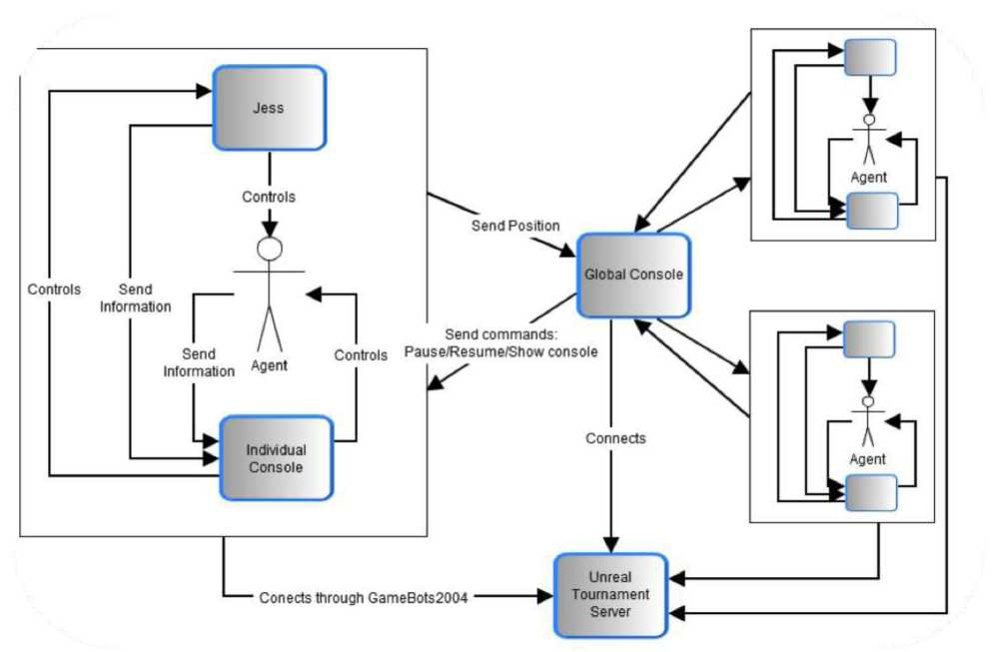 Jess
Controls
Send Position
Agent
Global Console
Controls
Send
Information
Send
Information
Agent
Controls
Send commands:
Pause/Resume/Show console
Individual
Console
Connects
Agent
Unreal
Tournament
Server
Conects through GameBots2004